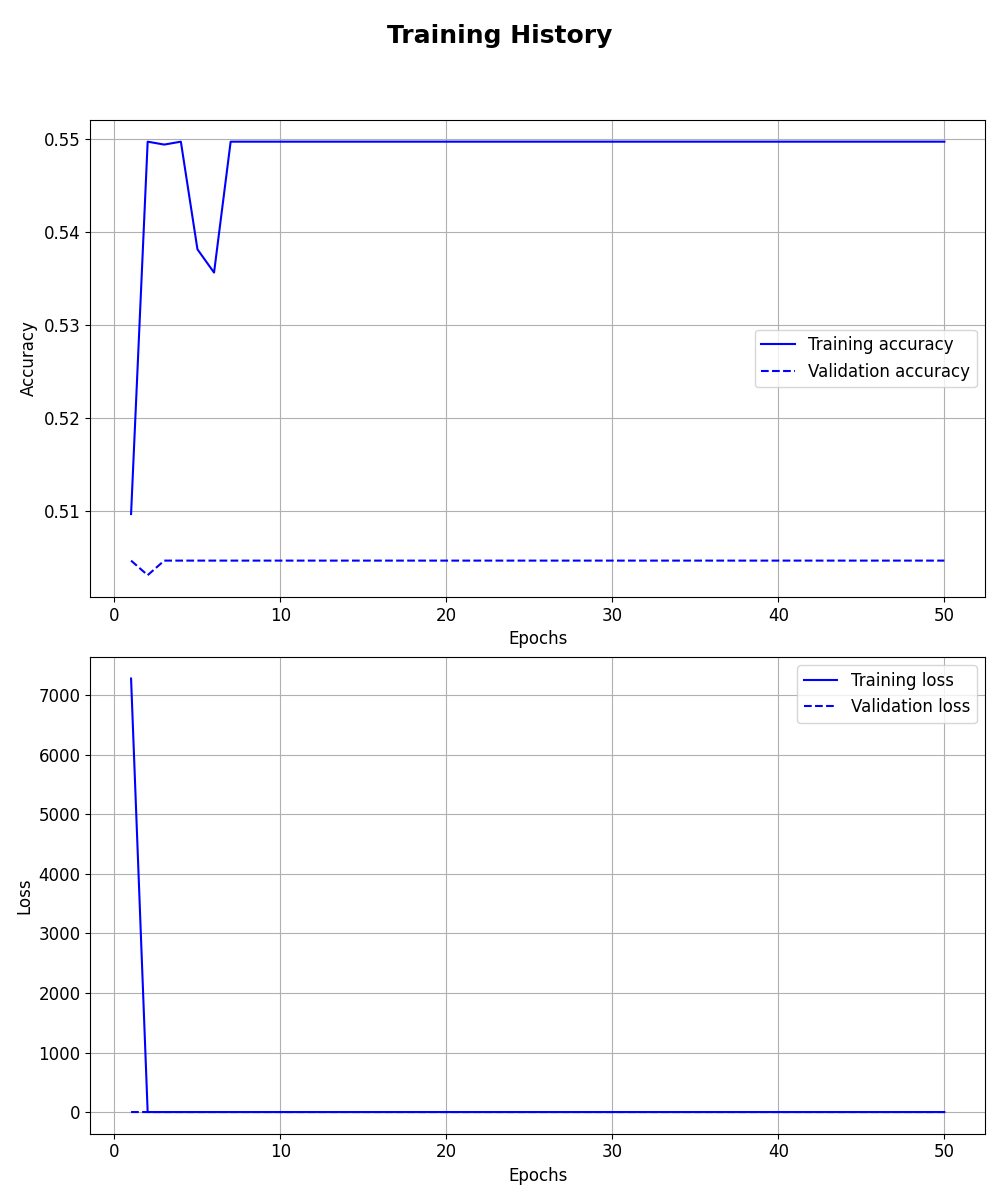 Training History
0.55
0.54
0.53
0.52
0.51
Accuracy
Training accuracy
Validation accuracy
0 10 20 30 40 50
Epochs
7000
6000
5000
4000
3000
2000
1000
0
Loss
Training loss
Validation loss
0 10 20 30 40 50
Epochs